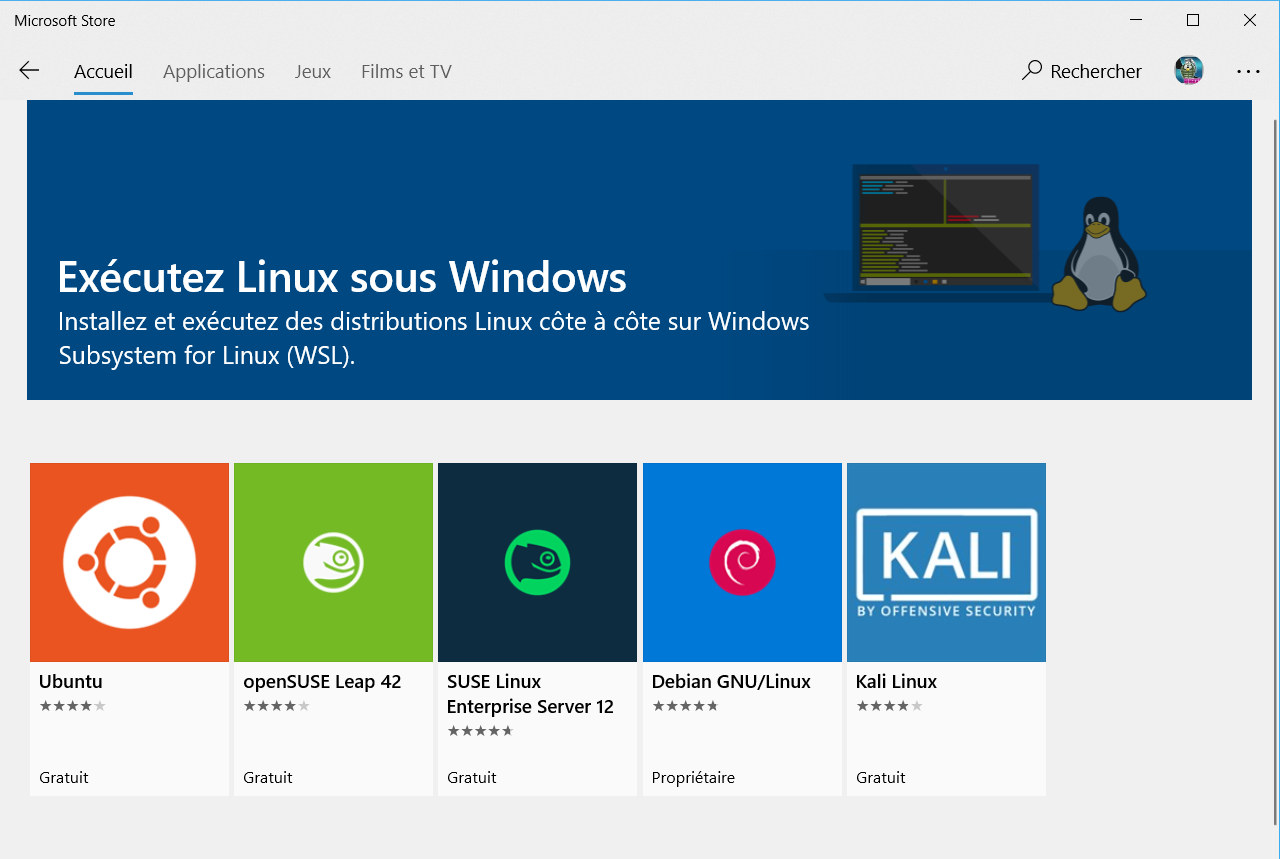 Microsoft Store
Accueil Applications Jeux Films et TV Rechercher
Exécutez Linux sous Windows
Installez et exécutez des distributions Linux côte à côte sur Windows
Subsystem for Linux (WSL).
KALI
BY OFFENSIVE SECURITY
Ubuntu
Gratuit
openSUSE Leap 42
Gratuit
SUSE Linux
Enterprise Server 12
Gratuit
Debian GNU/Linux
Propriétaire
Kali Linux
Gratuit